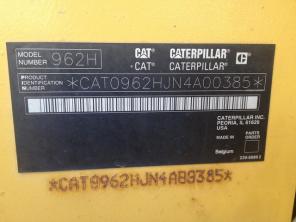 MODEL NUMBER 962H
CAT® CATERPILLAR® C
*CAT® *CATERPILLAR®
PRODUCT IDENTIFICATION NUMBER *CAT0962HJN4A00385*
CATERPILLAR INC.
PEORIA, IL 61629
USA
MADE IN
PARTS ORDER
Belgium
*CAT0962HJN4A00385*